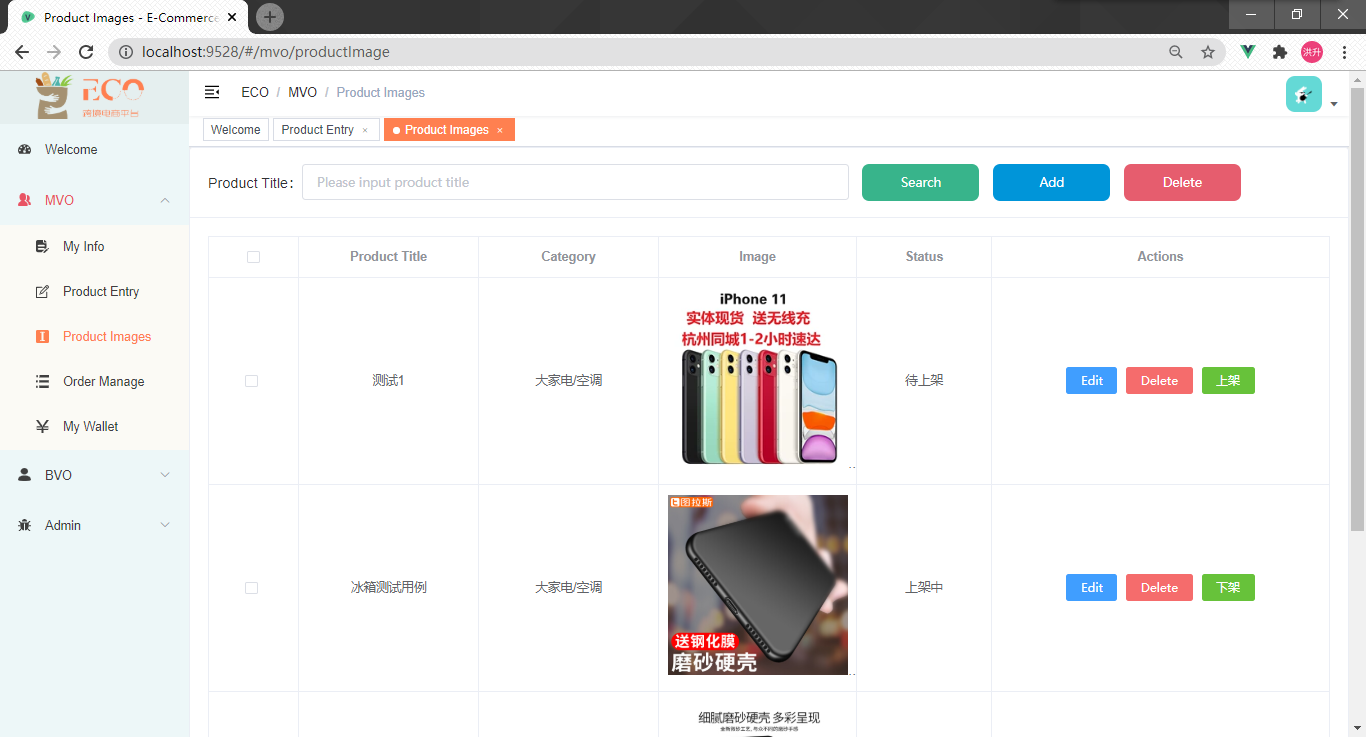 Product Images - E-Commerce
localhost:9528/#/mvo/productImage
洪升
ECO
跨境电商平台
ECO / MVO / Product Images
Welcome
Product Entry ×
Product Images ×
Welcome
MVO
My Info
Product Entry
Product Images
Order Manage
My Wallet
BVO
Admin
Product Title:
Please input product title
Search
Add
Delete
Product Title
Category
Image
Status
Actions
测试1
大家电/空调
iPhone 11
实体现货 送无线充
杭州同城1-2小时速达
待上架
Edit
Delete
上架
冰箱测试用例
大家电/空调
图拉斯
送钢化膜
磨砂硬壳
上架中
Edit
Delete
下架
细腻磨砂硬壳 多彩呈现